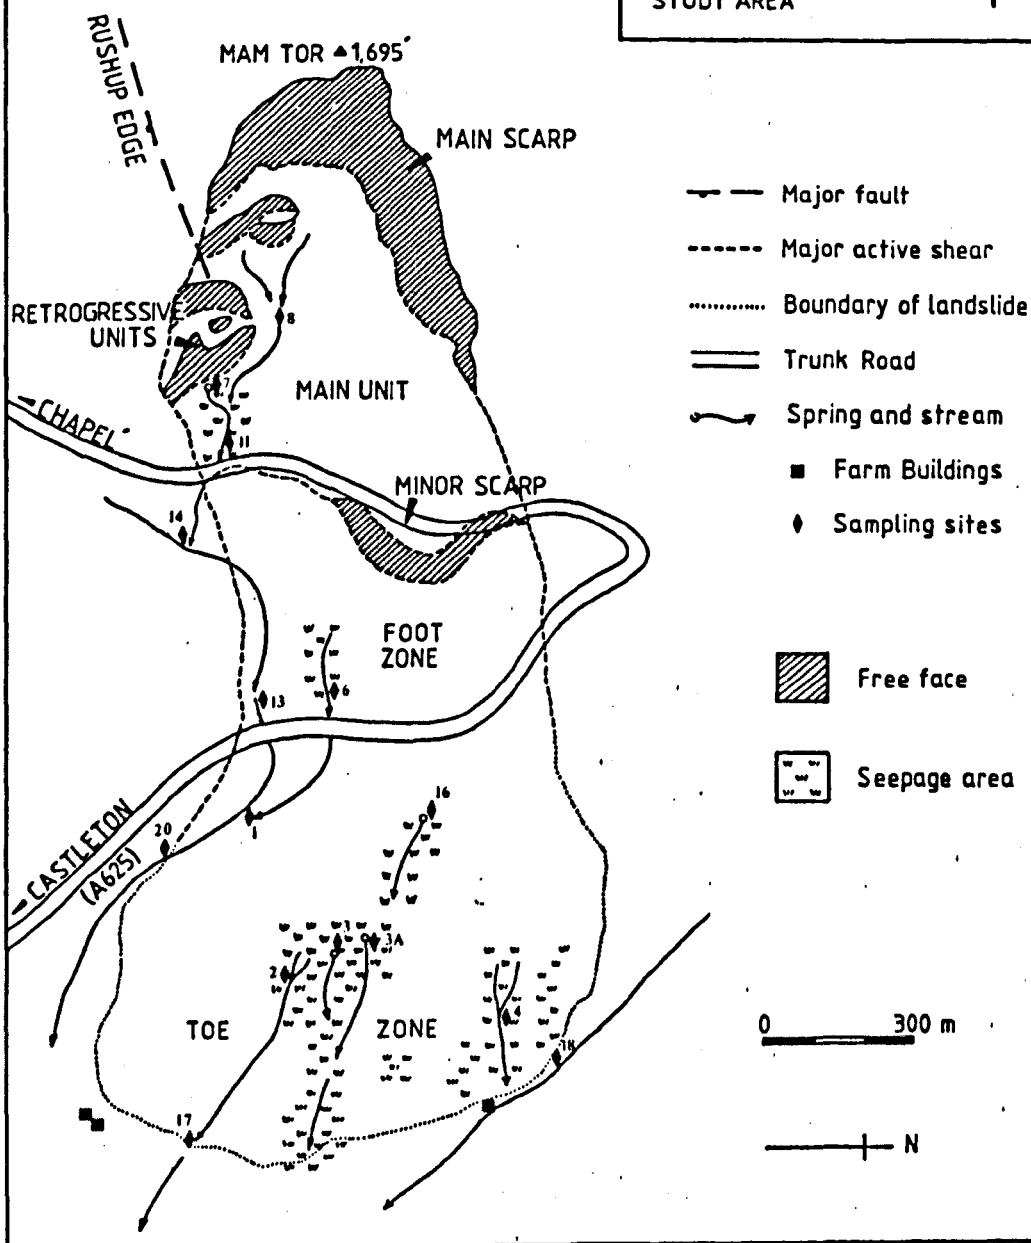 STUDY AREA
RUSHUP EDGE
MAM TOR ▲1,695'
MAIN SCARP
Major fault
Major active shear
Boundary of landslide
Trunk Road
Spring and stream
Farm Buildings
Sampling sites
Free face
Seepage area
RETROGRESSIVE
UNITS
8
7
MAIN UNIT
CHAPEL
11
MINOR SCARP
14
FOOT
ZONE
6
13
16
1
20
CASTLETON
(A625)
3
3A
2
4
TOE ZONE
18
17
0 300 m
N